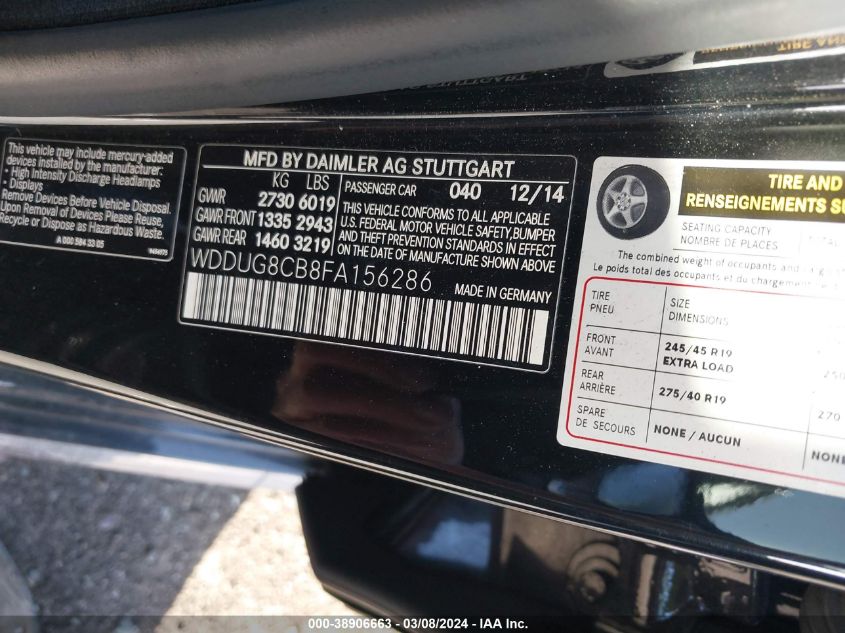 This vehicle may include mercury-added
devices installed by the manufacturer:
- High Intensity Discharge Headlamps
- Displays
Remove Devices Before Vehicle Disposal.
Upon Removal of Devices Please Reuse,
Recycle or Dispose as Hazardous Waste.
A 000 584 33 05
MFD BY DAIMLER AG STUTTGART
KG LBS
GVWR 2730 6019
GAWR FRONT 1335 2943
GAWR REAR 1460 3219
PASSENGER CAR 040 12/14
THIS VEHICLE CONFORMS TO ALL APPLICABLE
U.S. FEDERAL MOTOR VEHICLE SAFETY,BUMPER
AND THEFT PREVENTION STANDARDS IN EFFECT
ON THE DATE OF MANUFACTURE SHOWN ABOVE
WDDUG8CB8FA156286
MADE IN GERMANY
TIRE AND
RENSEIGNEMENTS
SEATING CAPACITY
NOMBRE DE PLACES
The combined weight of occupants and
Le poids total des occupants et du
TIRE
PNEU
SIZE
DIMENSIONS
FRONT
AVANT
245/45 R19
EXTRA LOAD
REAR
ARRIÈRE
275/40 R19
270
SPARE
DE SECOURS
NONE / AUCUN
NONE
000-38906663 - 03/08/2024 - IAA Inc.